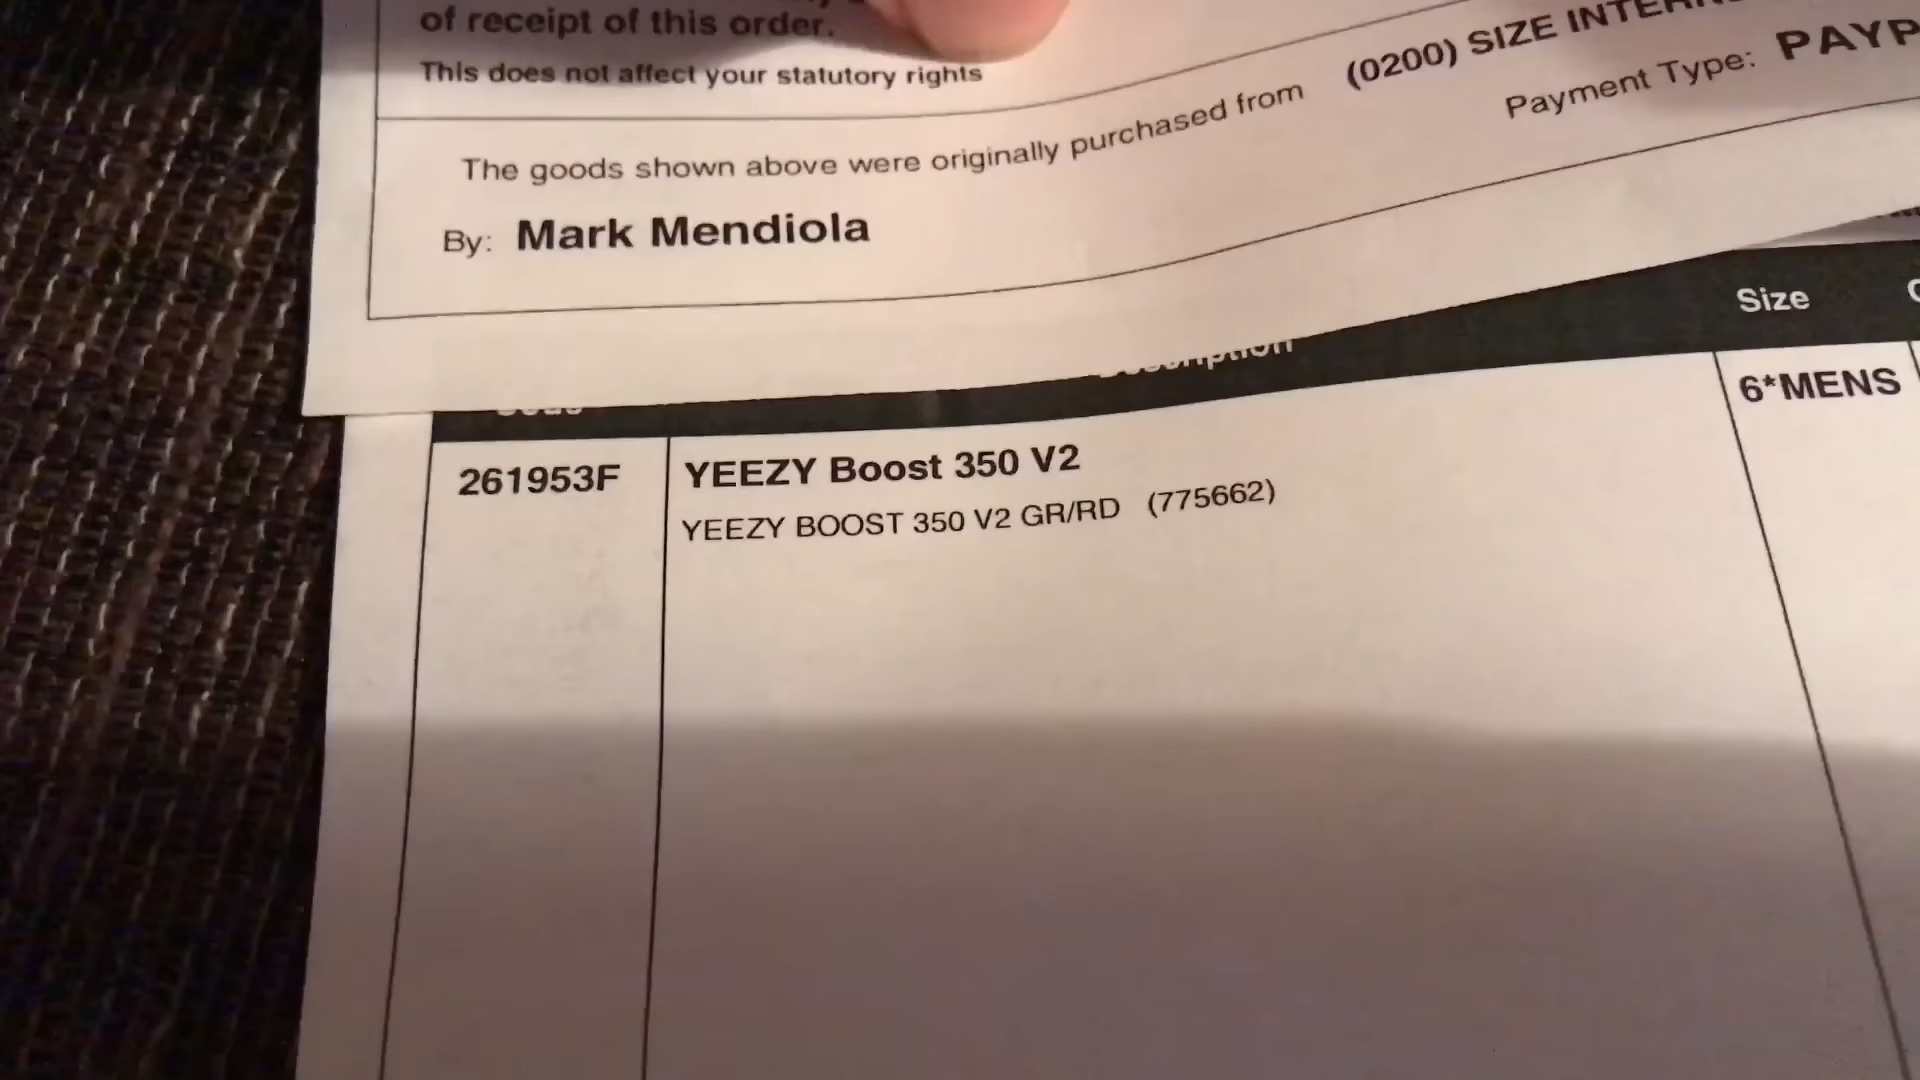 of receipt of this order.
This does not affect your statutory rights
The goods shown above were originally purchased from (0200) SIZE
Payment Type:
By: Mark Mendiola
Size
Description
6*MENS
261953F
YEEZY Boost 350 V2
YEEZY BOOST 350 V2 GR/RD (775662)